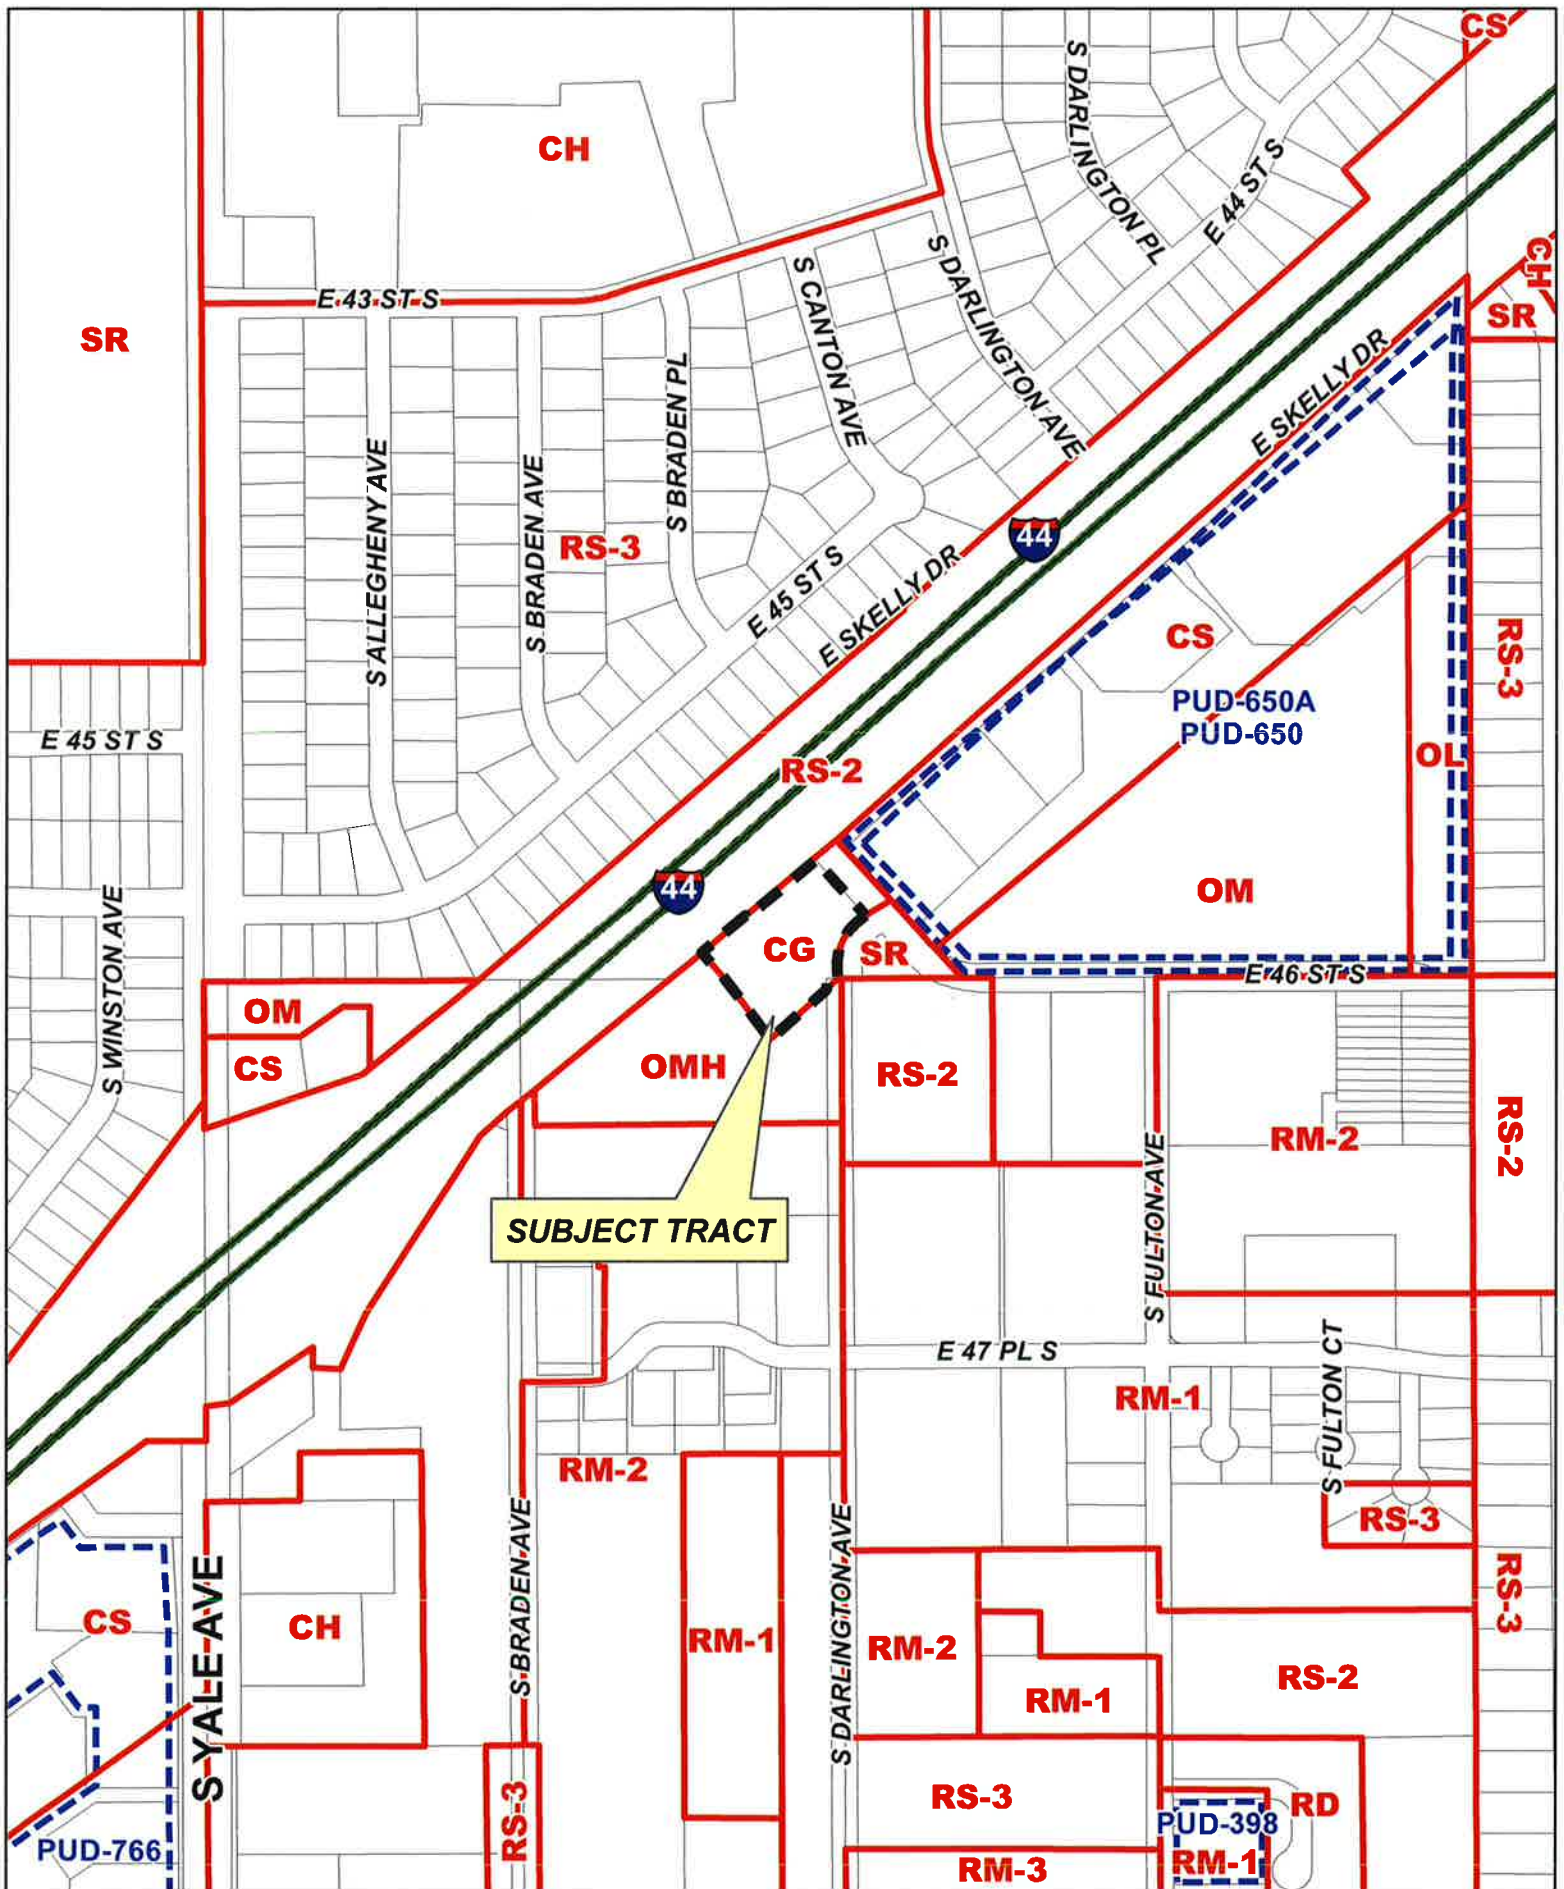 CS
S DARLINGTON PL
CH
E 44 ST S
S DARLINGTON AVE
S CANTON AVE
CH
E 43 ST S
SR
SR
E SKELLY DR
S BRADEN PL
S ALLEGHENY AVE
S BRADEN AVE
44
RS-3
E 45 ST S
E SKELLY DR
CS
RS-3
PUD-650A
PUD-650
E 45 ST S
OL
RS-2
44
OM
S WINSTON AVE
CG
SR
E 46 ST S
OM
CS
OMH
RS-2
RM-2
RS-2
S FULTON AVE
SUBJECT TRACT
E 47 PL S
S FULTON CT
RM-1
RM-2
RS-3
S BRADEN AVE
S DARLINGTON AVE
RS-3
S YALE AVE
CS
CH
RM-1
RM-2
RS-2
RM-1
RS-3
RS-3
RD
PUD-398
PUD-766
RM-1
RM-3